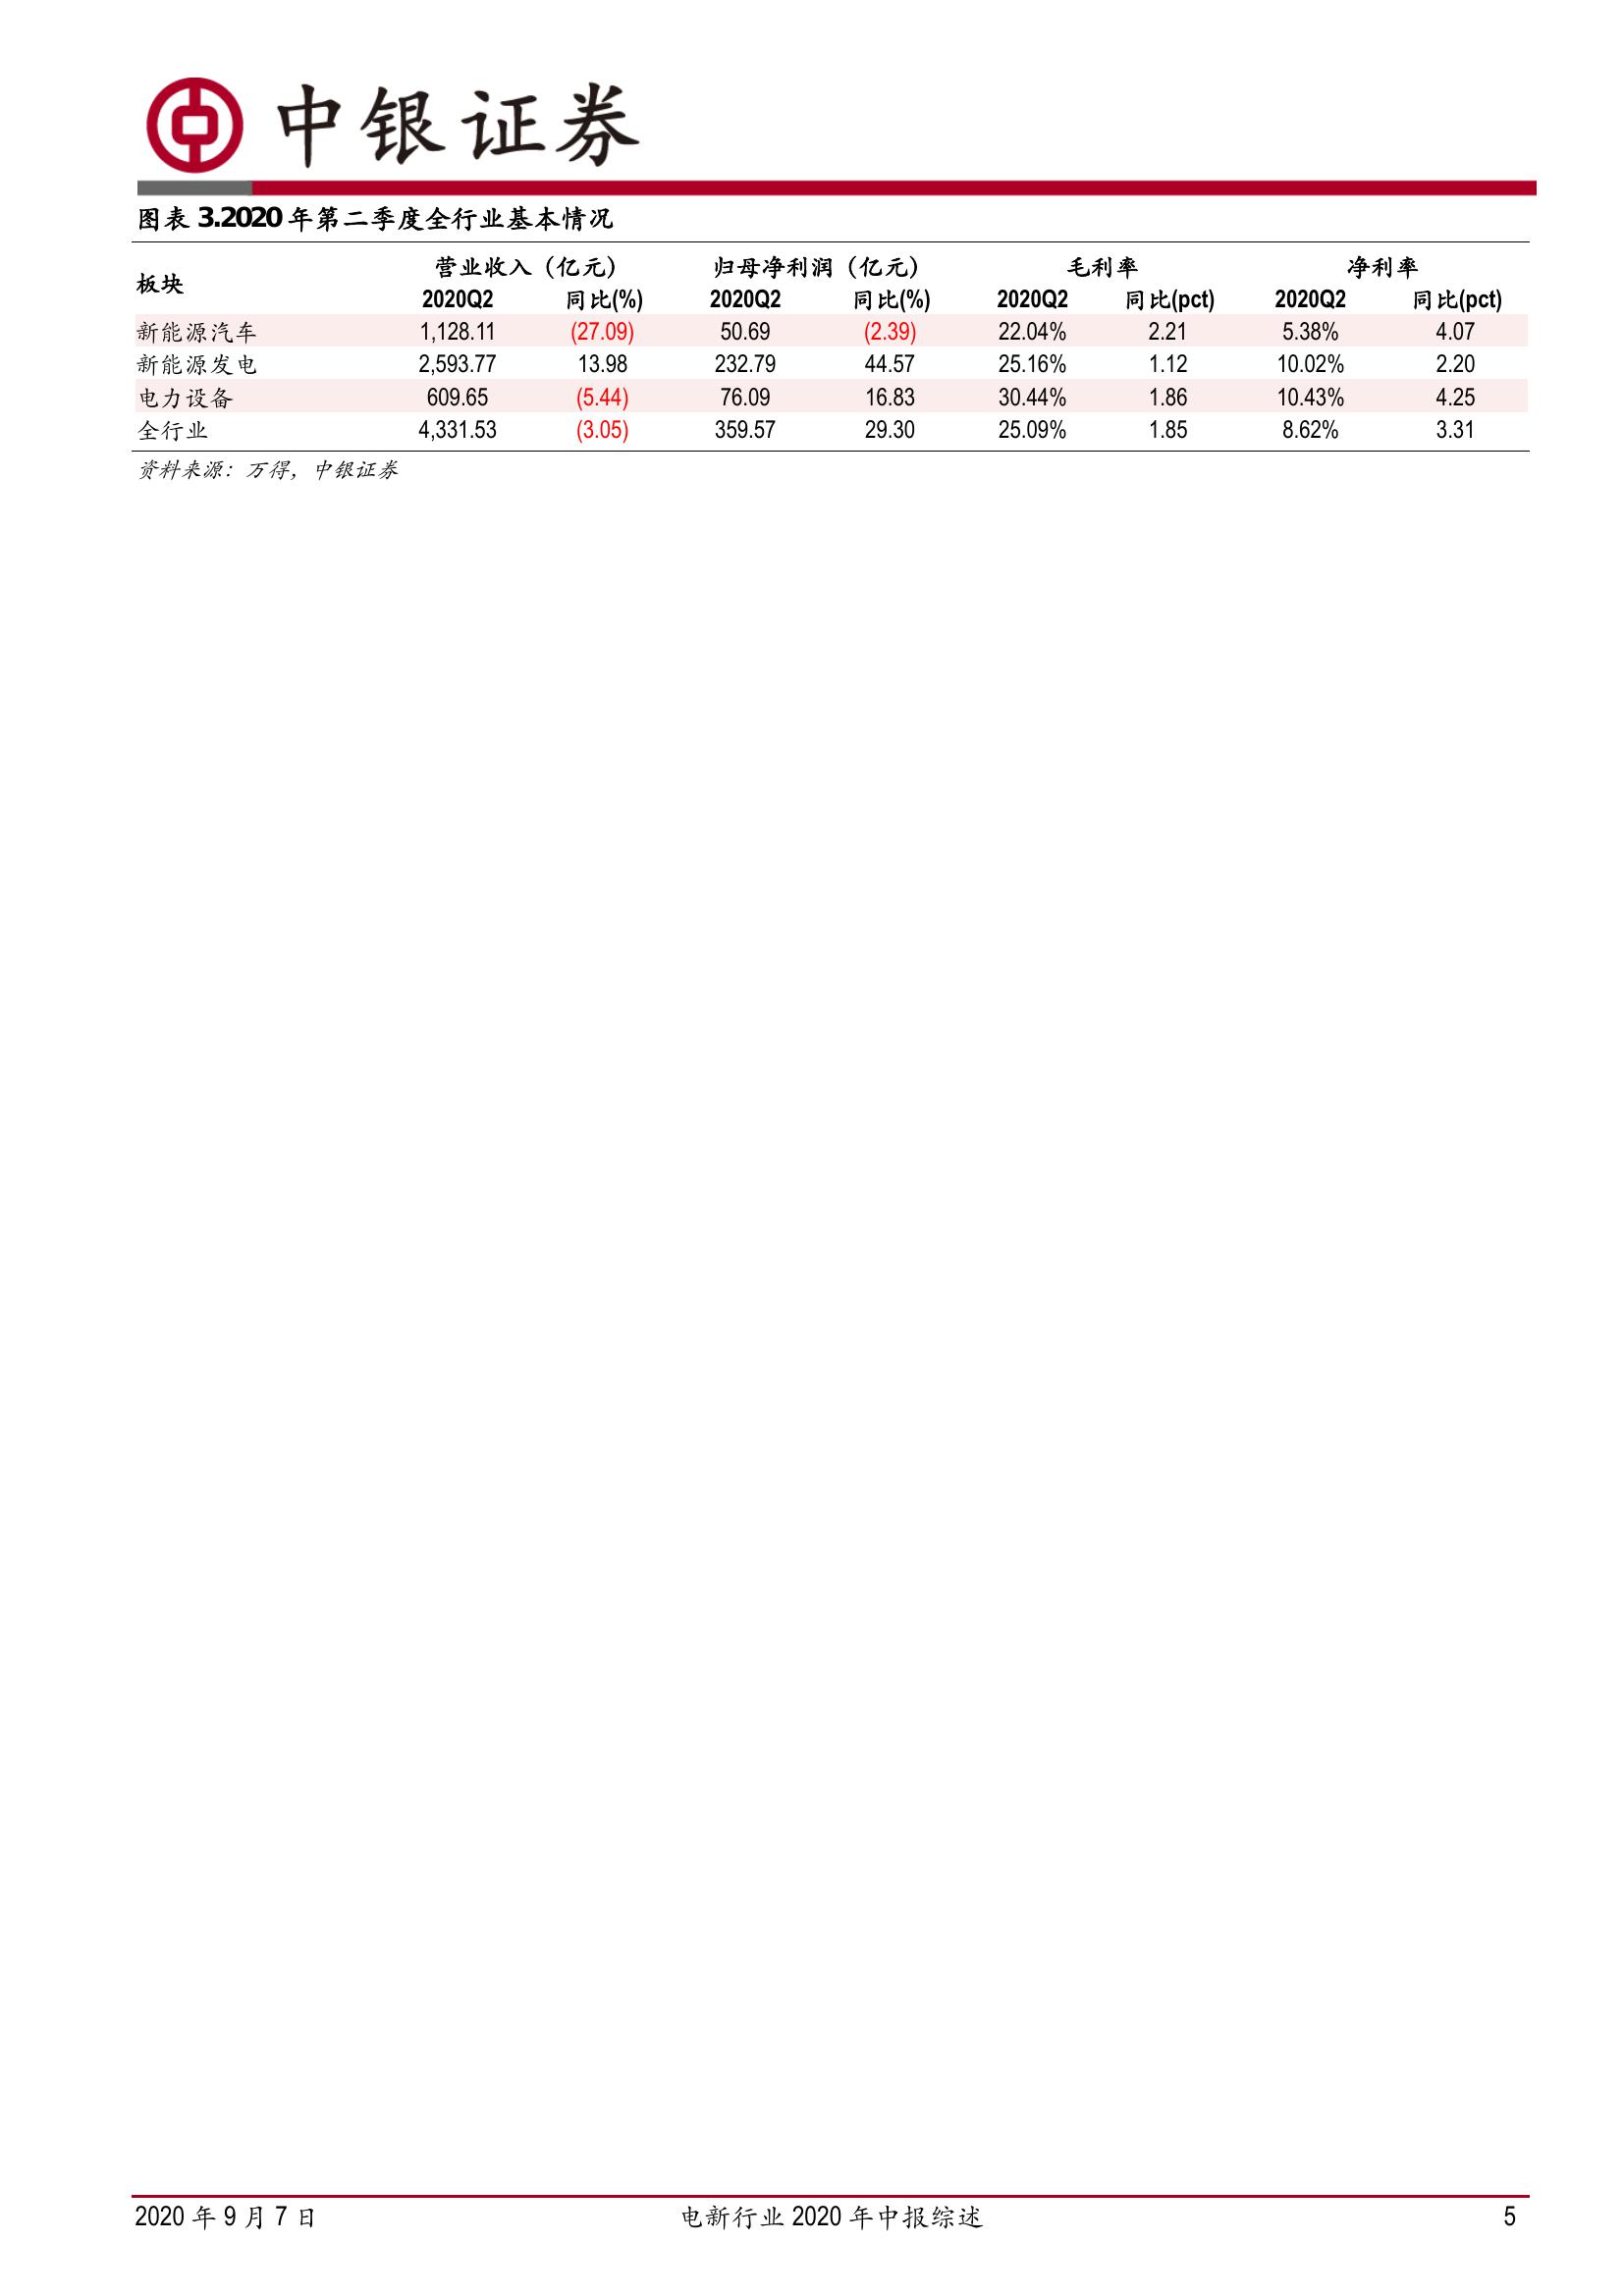 中银证券
图表 3.2020 年第二季度全行业基本情况
板块 营业收入（亿元） 归母净利润（亿元） 毛利率 净利率
2020Q2 同比(%) 2020Q2 同比(%) 2020Q2 同比(pct) 2020Q2 同比(pct)
新能源汽车 1,128.11 (27.09) 50.69 (2.39) 22.04% 2.21 5.38% 4.07
新能源发电 2,593.77 13.98 232.79 44.57 25.16% 1.12 10.02% 2.20
电力设备 609.65 (5.44) 76.09 16.83 30.44% 1.86 10.43% 4.25
全行业 4,331.53 (3.05) 359.57 29.30 25.09% 1.85 8.62% 3.31
资料来源：万得，中银证券
2020 年 9 月 7 日 电新行业 2020 年中报综述 5